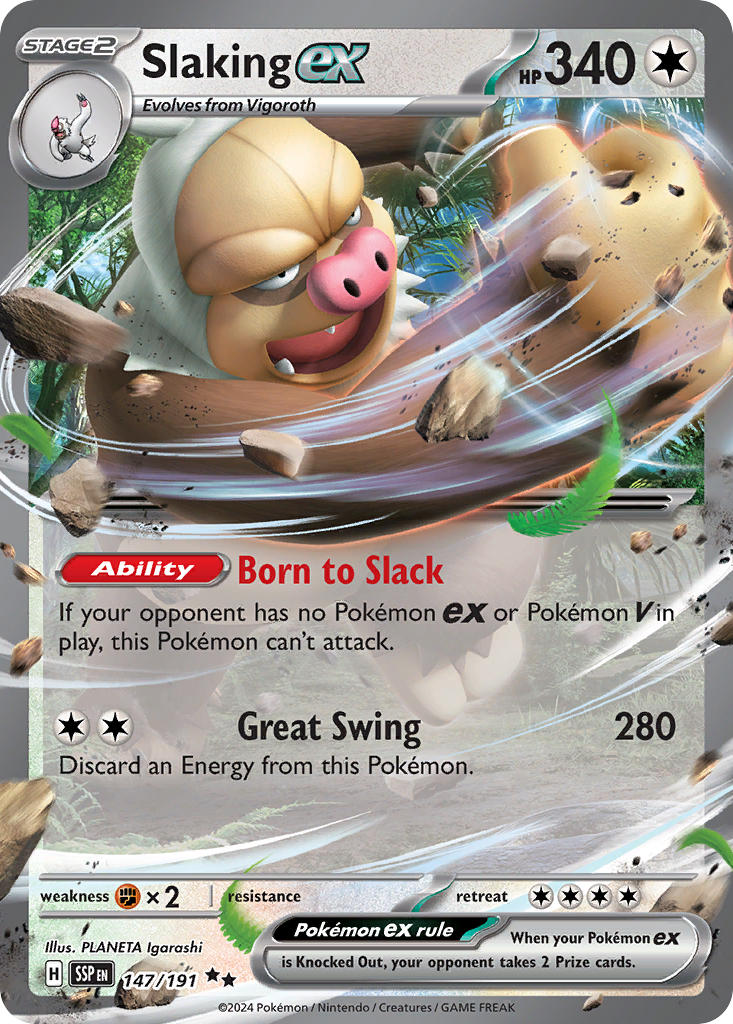 STAGE2
Slaking ex
HP 340
Evolves from Vigoroth
Ability Born to Slack
If your opponent has no Pokémon ex or Pokémon V in
play, this Pokémon can't attack.
Great Swing 280
Discard an Energy from this Pokémon.
weakness ×2 resistance retreat
Illus. PLANETA Igarashi
Pokémon ex rule When your Pokémon ex
is Knocked Out, your opponent takes 2 Prize cards.
H SSP EN 147/191
©2024 Pokémon / Nintendo / Creatures / GAME FREAK